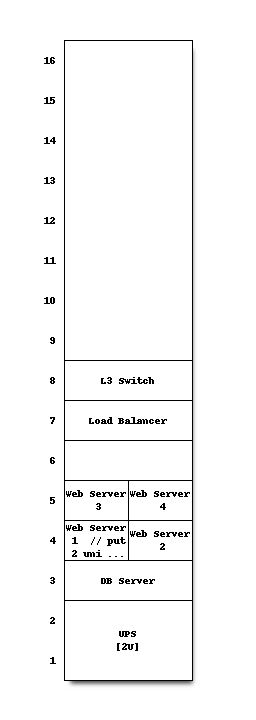 16
15
14
13
12
11
10
9
8 L3 Switch
7 Load Balancer
6
5 Web Server 3 Web Server 4
4 Web Server 1 // put 2 uni ... Web Server 2
3 DB Server
2
UPS
[2U]
1